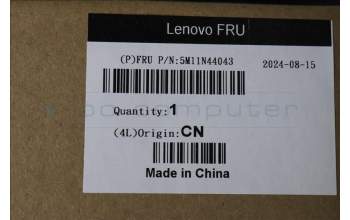 Lenovo FRU
(P)FRU P/N:5M11N44043 2024-08-15
Quantity:1
(4L)Origin:CN
Made in China